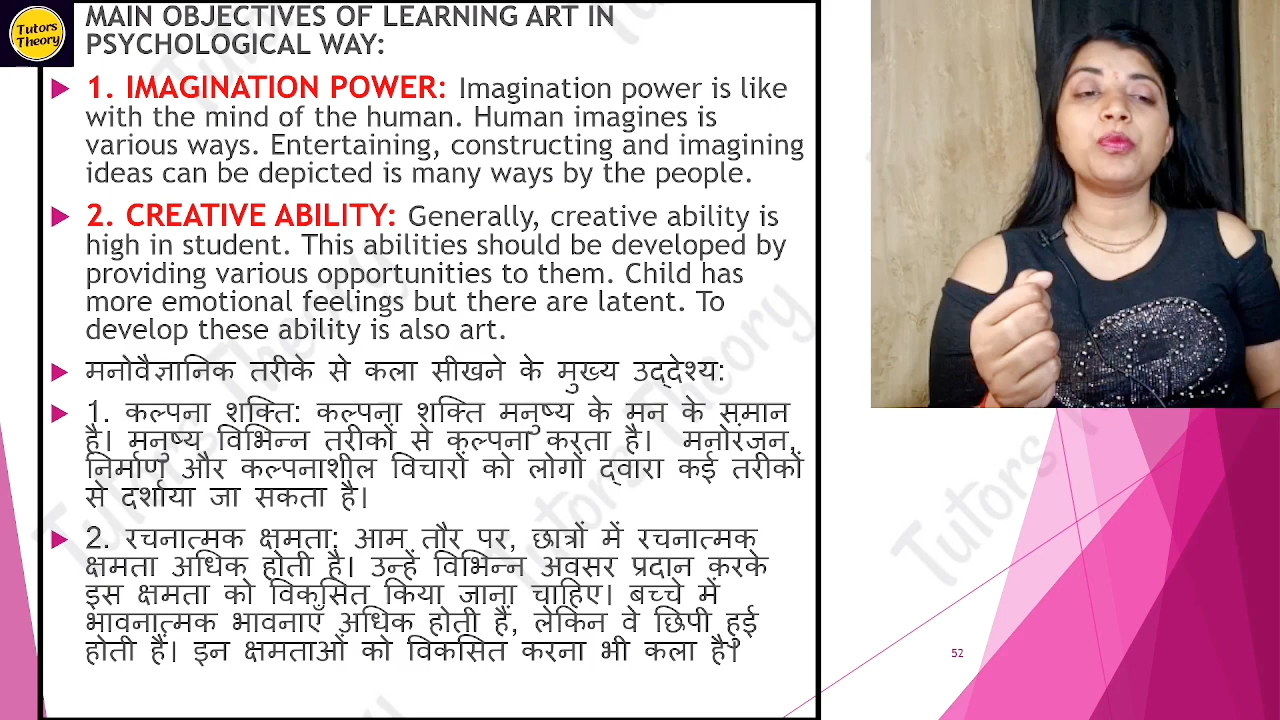 Tutors
Theory
MAIN OBJECTIVES OF LEARNING ART IN
PSYCHOLOGICAL WAY:
1. IMAGINATION POWER: Imagination power is like
with the mind of the human. Human imagines is
various ways. Entertaining, constructing and imagining
ideas can be depicted is many ways by the people.
2. CREATIVE ABILITY: Generally, creative ability is
high in student. This abilities should be developed by
providing various opportunities to them. Child has
more emotional feelings but there are latent. To
develop these ability is also art.
मनोवैज्ञानिक तरीके से कला सीखने के मुख्य उद्देश्य:
1. कल्पना शक्ति: कल्पना शक्ति मनुष्य के मन के समान
है। मनुष्य विभिन्न तरीकों से कल्पना करता है। मनोरंजन,
निर्माण और कल्पनाशील विचारों को लोगों द्वारा कई तरीकों
से दर्शाया जा सकता है।
2. रचनात्मक क्षमता: आम तौर पर, छात्रों में रचनात्मक
क्षमता अधिक होती है। उन्हें विभिन्न अवसर प्रदान करके
इस क्षमता को विकसित किया जाना चाहिए। बच्चे में
भावनात्मक भावनाएँ अधिक होती हैं, लेकिन वे छिपी हुई
होती हैं। इन क्षमताओं को विकसित करना भी कला है।
52
Tutors Theory
Tutors Theory